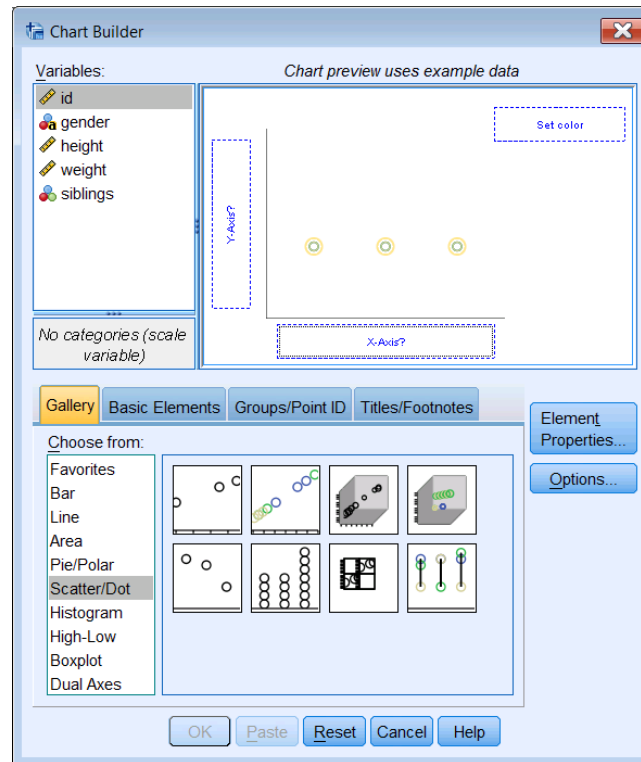 Chart Builder
Variables:
Chart preview uses example data
id
gender
height
weight
siblings
No categories (scale
variable)
Set color
Y-Axis?
X-Axis?
Gallery
Basic Elements
Groups/Point ID
Titles/Footnotes
Choose from:
Favorites
Bar
Line
Area
Pie/Polar
Scatter/Dot
Histogram
High-Low
Boxplot
Dual Axes
Element
Properties...
Options...
OK
Paste
Reset
Cancel
Help